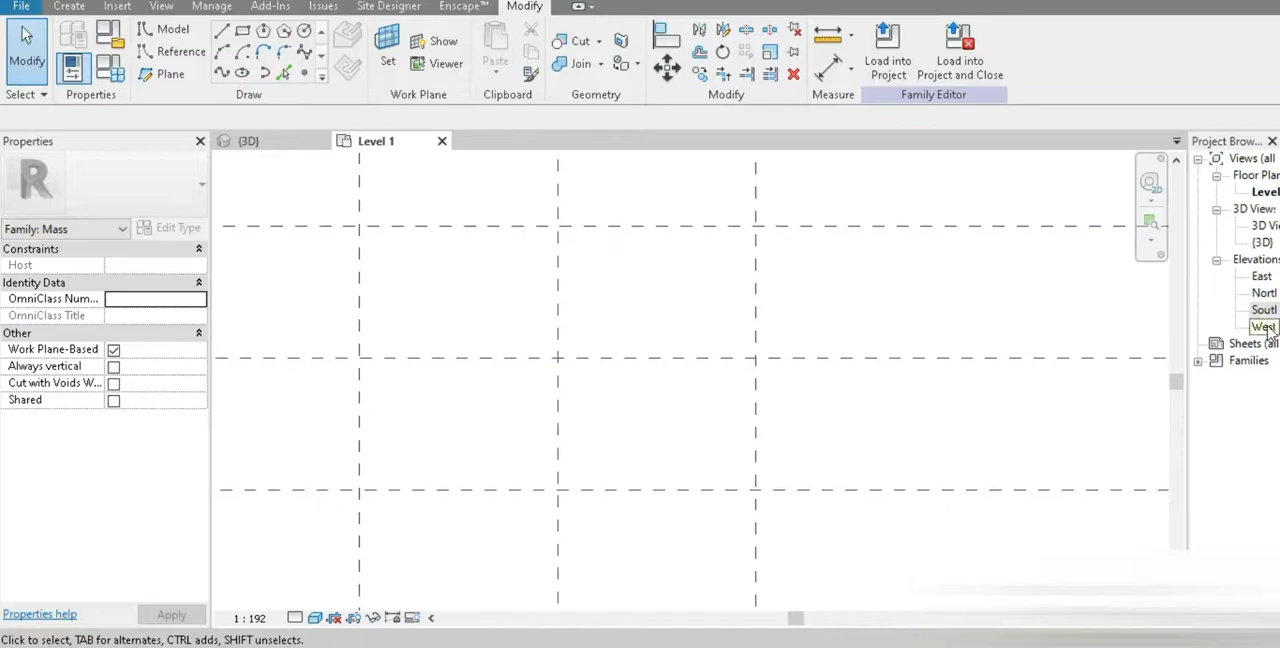 File Create Insert View Manage Add-Ins Issues Site Designer Enscape™ Modify
Modify
Select
Properties
Model
Reference
Plane
Draw
Set
Show
Viewer
Work Plane
Paste
Clipboard
Cut
Join
Geometry
Modify
Measure
Load into
Project
Load into
Project and Close
Family Editor
Properties
{3D}
Level 1
Project Brow...
R
Family: Mass
Edit Type
Constraints
Host
Identity Data
OmniClass Num...
OmniClass Title
Other
Work Plane-Based
Always vertical
Cut with Voids W...
Shared
2D
Views (all
Floor Plan
Level
3D View:
3D Vi
{3D}
Elevations
East
Nortl
Soutl
West
Sheets (all
Families
Properties help
Apply
1 : 192
Click to select, TAB for alternates, CTRL adds, SHIFT unselects.